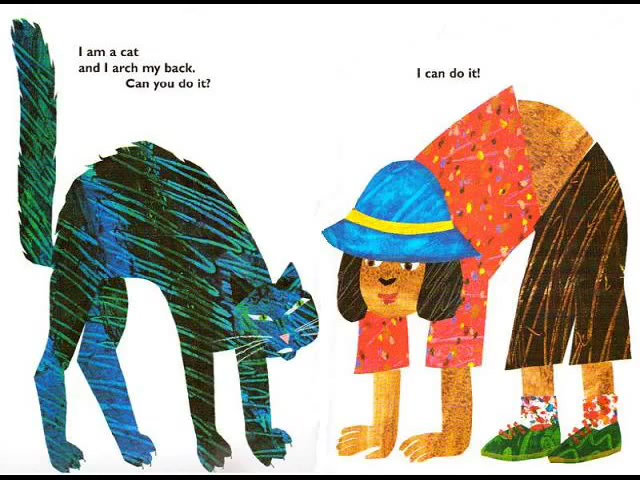 I am a cat
and I arch my back.
Can you do it?
I can do it!